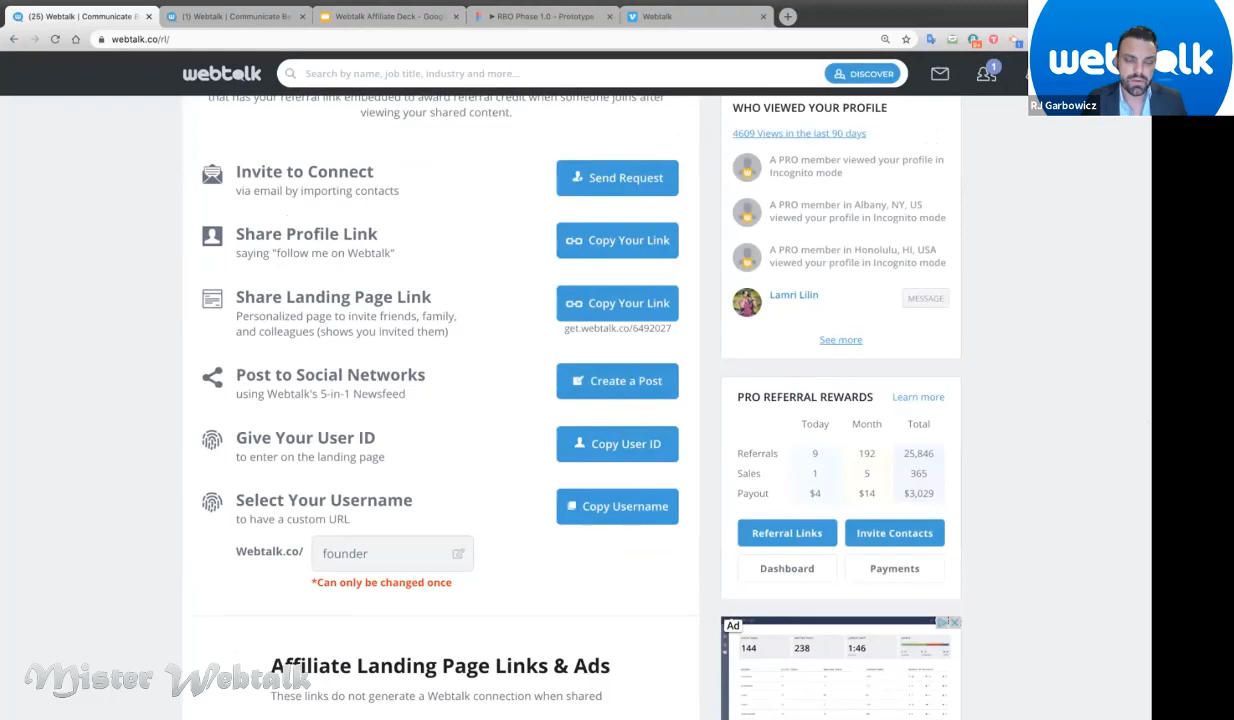 (25) Webtalk | Communicate B
(1) Webtalk | Communicate Be
Webtalk Affiliate Deck - Goog
RBO Phase 1.0 - Prototype
Webtalk
webtalk.co/rl/
webtalk
Search by name, job title, industry and more...
DISCOVER
1
webtalk
RJ Garbowicz
that has your referral link embedded to award referral credit when someone joins after
viewing your shared content.
Invite to Connect
via email by importing contacts
Send Request
Share Profile Link
saying "follow me on Webtalk"
Copy Your Link
Share Landing Page Link
Personalized page to invite friends, family,
and colleagues (shows you invited them)
Copy Your Link
get.webtalk.co/6492027
Post to Social Networks
using Webtalk's 5-in-1 Newsfeed
Create a Post
Give Your User ID
to enter on the landing page
Copy User ID
Select Your Username
to have a custom URL
Copy Username
Webtalk.co/
founder
*Can only be changed once
Affiliate Landing Page Links & Ads
These links do not generate a Webtalk connection when shared
Mister Webtalk
WHO VIEWED YOUR PROFILE
4609 Views in the last 90 days
A PRO member viewed your profile in
Incognito mode
A PRO member in Albany, NY, US
viewed your profile in Incognito mode
A PRO member in Honolulu, HI, USA
viewed your profile in Incognito mode
Lamri Lilin
MESSAGE
See more
PRO REFERRAL REWARDS
Learn more
Today Month Total
Referrals 9 192 25,846
Sales 1 5 365
Payout $4 $14 $3,029
Referral Links
Invite Contacts
Dashboard
Payments
Ad
144 238 1:46